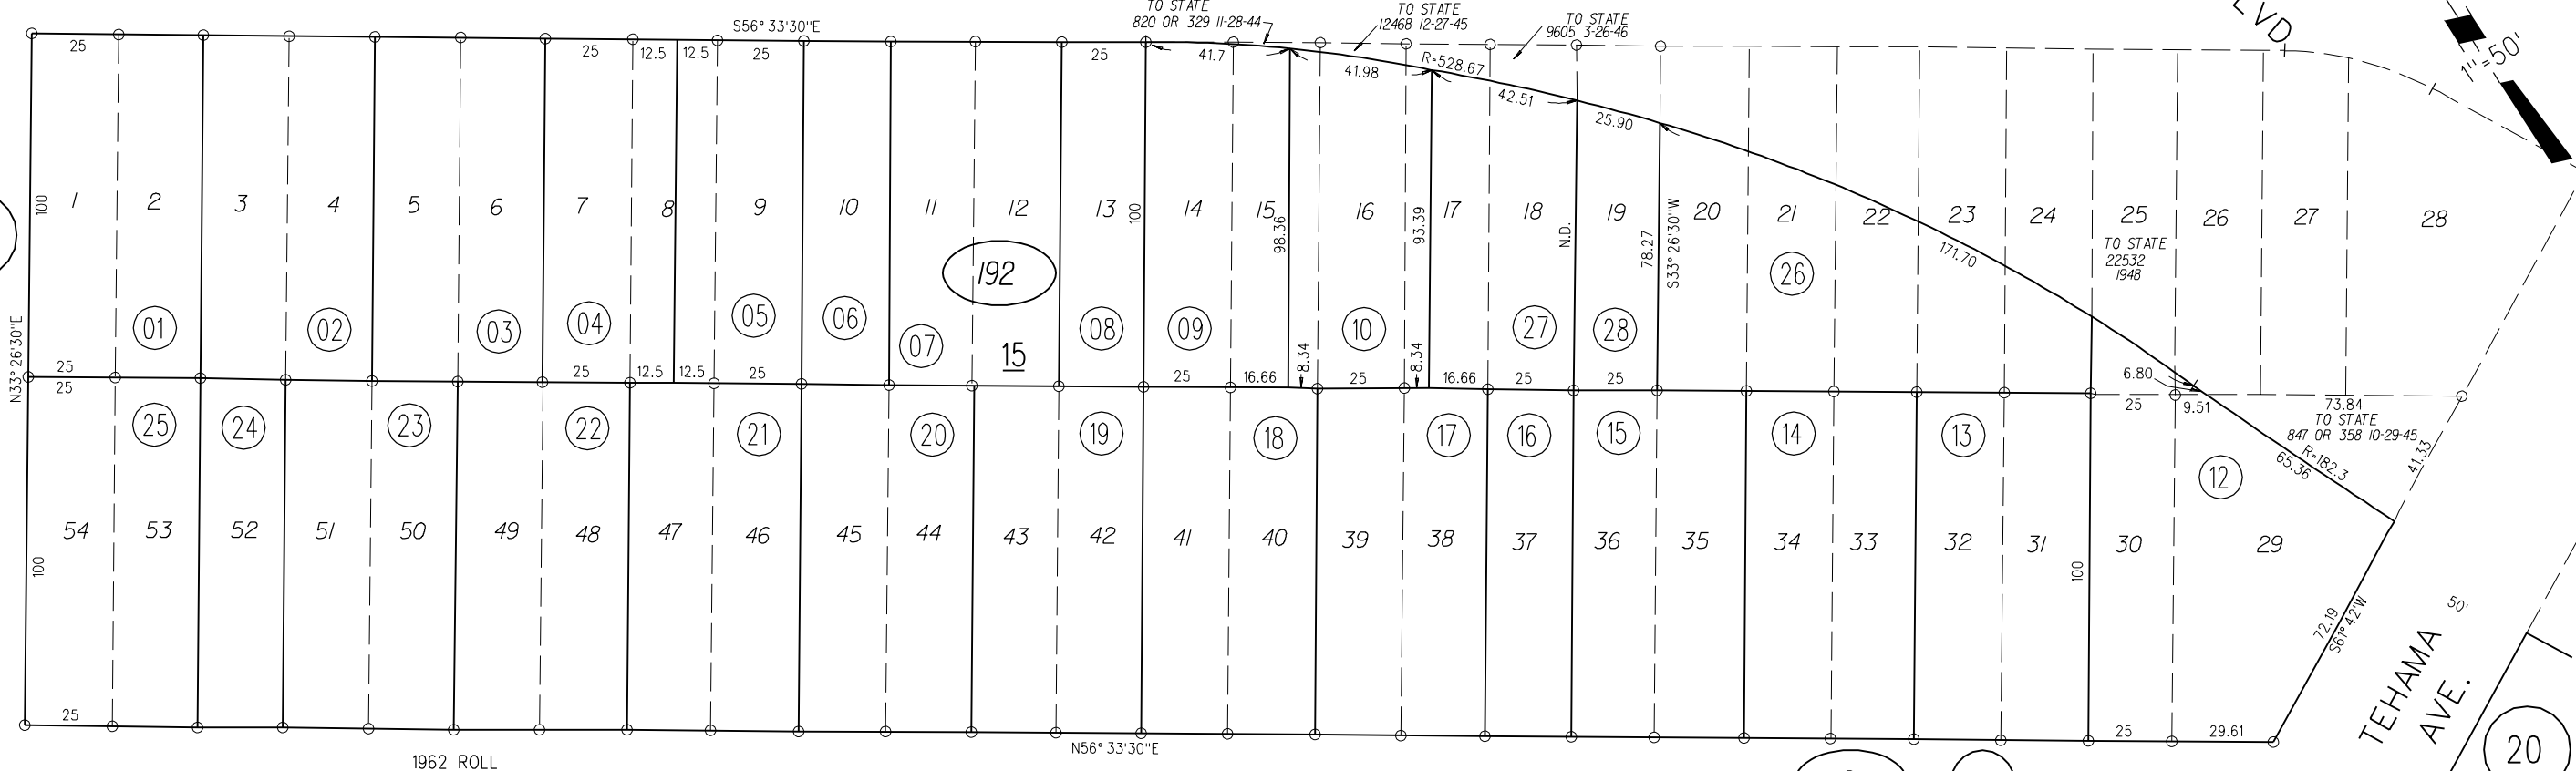 TO STATE
820 OR 329 11-28-44
TO STATE
12468 12-27-45
TO STATE
9605 3-26-46
1"=50'
S56° 33'30"E
25 25 12.5 12.5 25 25 41.7 41.98 R=528.67 42.51 25.90
100 1 2 3 4 5 6 7 8 9 10 11 12 13 100 14 15 98.36 16 93.39 17 18 N.D. 19 78.27 S33° 26'30"W 20 21 22 23 24 25 26 27 28
171.70
TO STATE
22532
1948
192
26
01 02 03 04 05 06 07 08 09 10 27 28
15
N33° 26'30"E
8.34 8.34
6.80
25 25 12.5 12.5 25 25 16.66 25 16.66 25 25 25 9.51 73.84
25
TO STATE
847 OR 358 10-29-45
25 24 23 22 21 20 19 18 17 16 15 14 13 12
R=182.3
65.36
41.33
54 53 52 51 50 49 48 47 46 45 44 43 42 41 40 39 38 37 36 35 34 33 32 31 30 29
100 100
72.19
S61° 42'W
50'
TEHAMA
AVE.
25 25 29.61
N56° 33'30"E
1962 ROLL
20